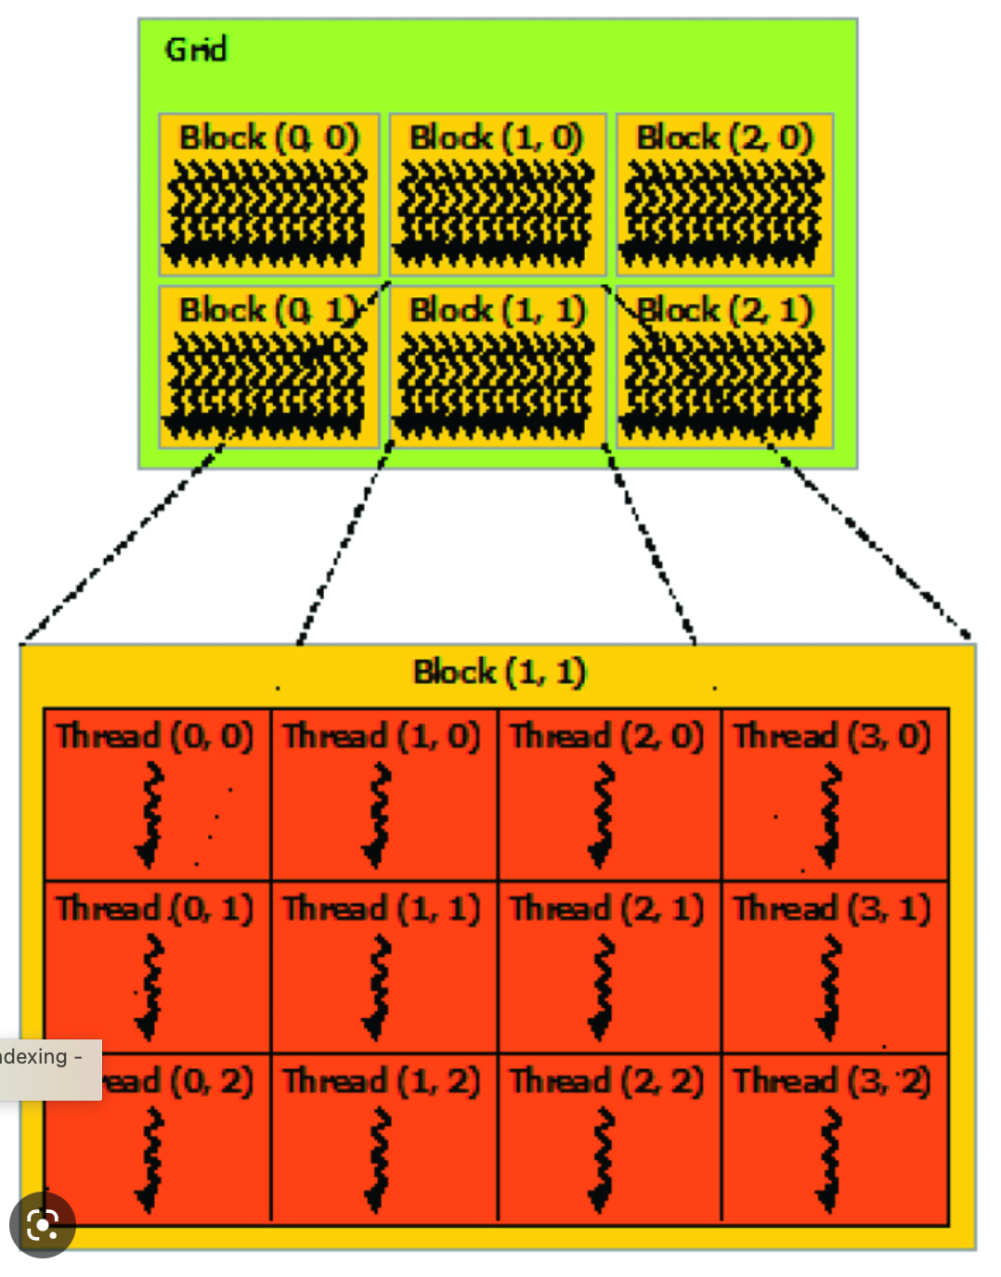 Grid
Block (0, 0) Block (1, 0) Block (2, 0)
Block (0, 1) Block (1, 1) Block (2, 1)
Block (1, 1)
Thread (0, 0) Thread (1, 0) Thread (2, 0) Thread (3, 0)
Thread (0, 1) Thread (1, 1) Thread (2, 1) Thread (3, 1)
(0, 2) Thread (1, 2) Thread (2, 2) Thread (3, 2)
-